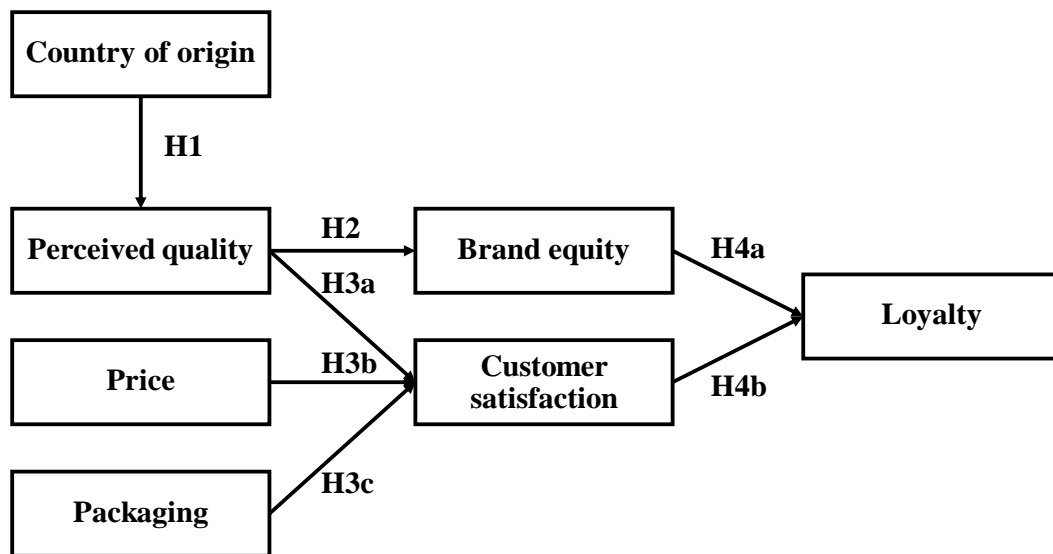 Country of origin
H1
Perceived quality
H2
Brand equity
H4a
H3a
Loyalty
Price
H3b
Customer
satisfaction
H4b
Packaging
H3c